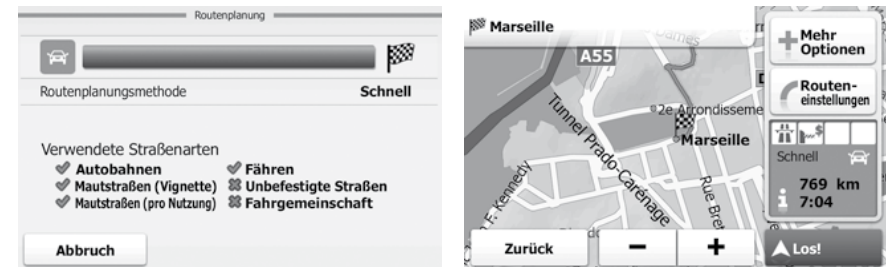 Routenplanung
Routenplanungsmethode Schnell
Verwendete Straßenarten
Autobahnen Fähren
Mautstraßen (Vignette) Unbefestigte Straßen
Mautstraßen (pro Nutzung) Fahrgemeinschaft
Abbruch
Marseille
Mehr
Optionen
A55
Routen-
einstellungen
2e Arrondisseme
Marseille
Tunnel Prado-Carénage
F. Kennedy
Rue Bre
$
Schnell
769 km
7:04
Zurück
Los!